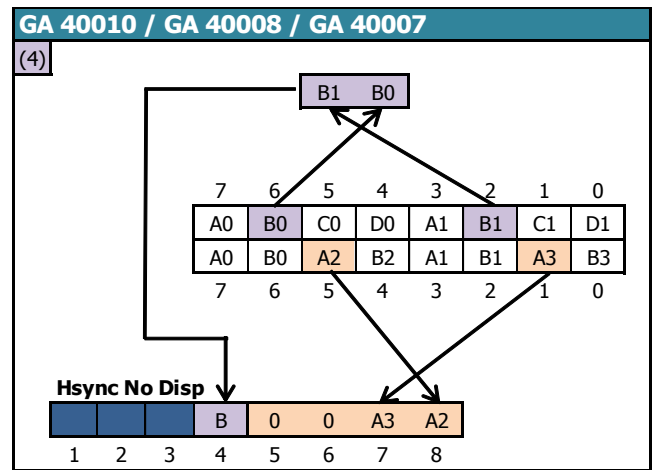 GA 40010 / GA 40008 / GA 40007
(4)
B1 B0
7 6 5 4 3 2 1 0
A0 B0 C0 D0 A1 B1 C1 D1
A0 B0 A2 B2 A1 B1 A3 B3
7 6 5 4 3 2 1 0
Hsync No Disp
B 0 0 A3 A2
1 2 3 4 5 6 7 8